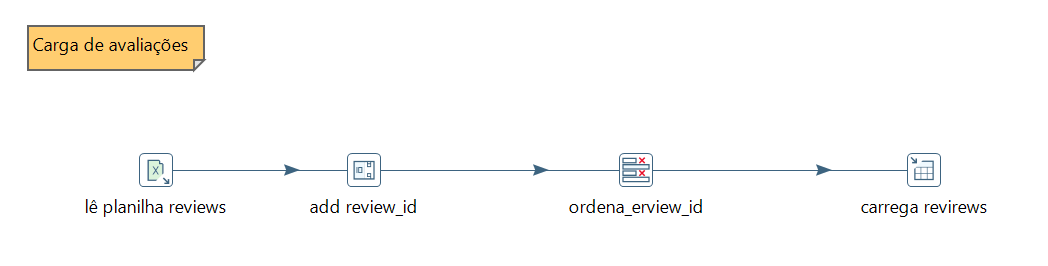 Carga de avaliações
lê planilha reviews
add review_id
ordena_erview_id
carrega revirews